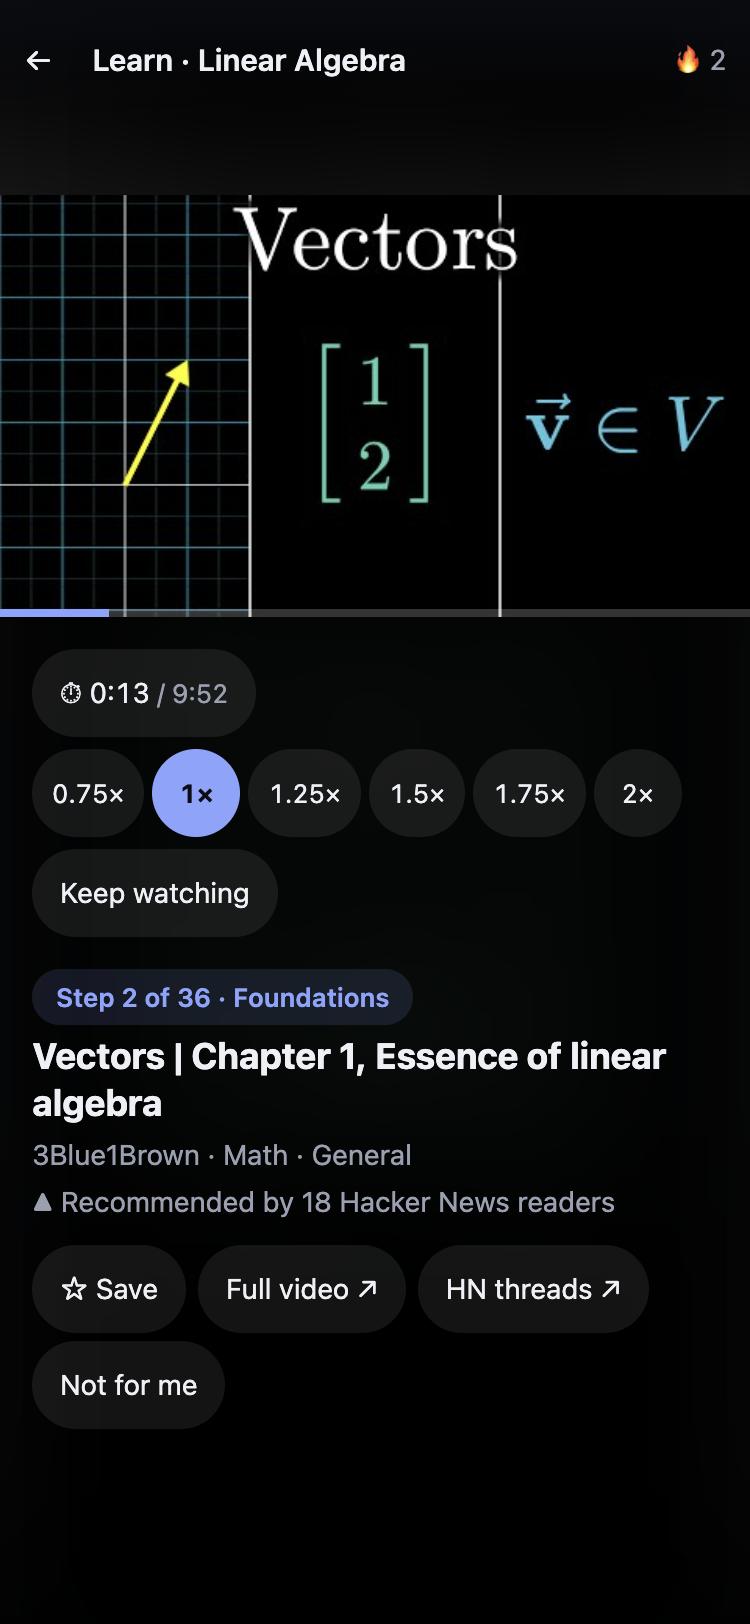 ← Learn · Linear Algebra 🔥 2
Vectors
[1
2]
v⃗ ∈ V
⏱ 0:13 / 9:52
0.75× 1× 1.25× 1.5× 1.75× 2×
Keep watching
Step 2 of 36 · Foundations
Vectors | Chapter 1, Essence of linear
algebra
3Blue1Brown · Math · General
▲ Recommended by 18 Hacker News readers
☆ Save Full video ↗ HN threads ↗
Not for me